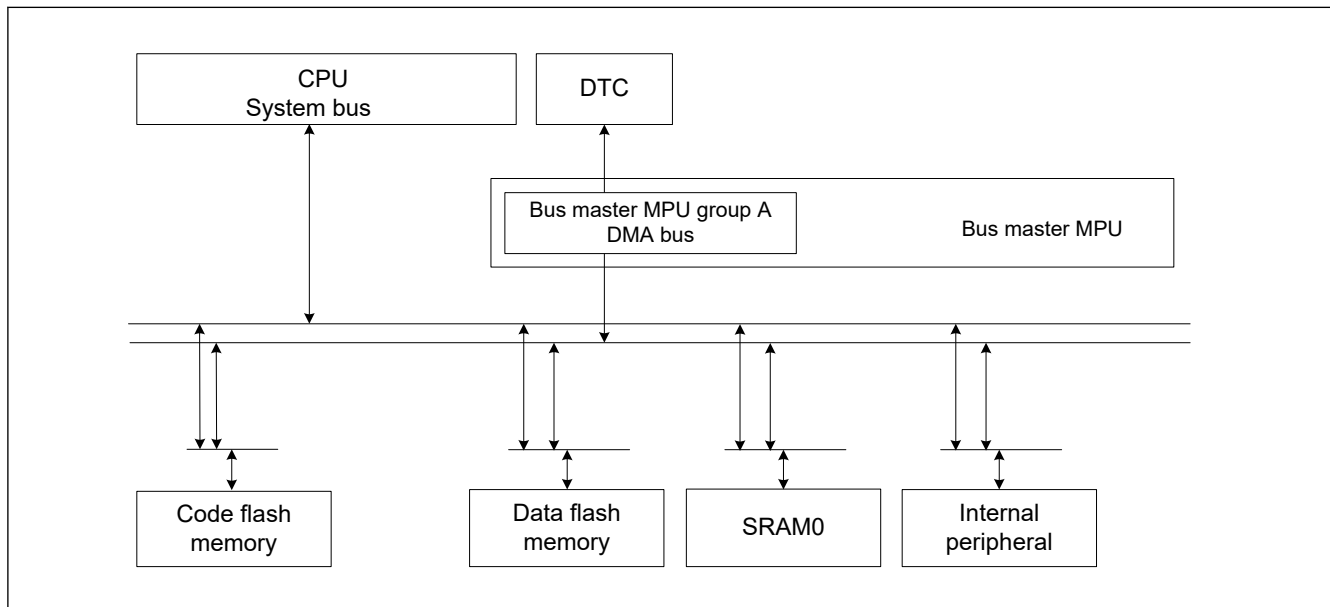 CPU
System bus
DTC
Bus master MPU group A
DMA bus
Bus master MPU
Code flash
memory
Data flash
memory
SRAM0
Internal
peripheral